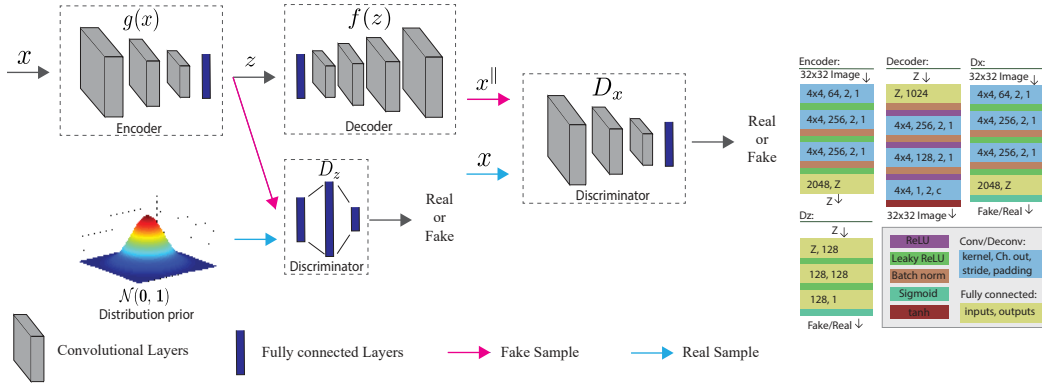 g(x)
x
Encoder
z
f(z)
Decoder
x∥
D_x
Discriminator
Real
or
Fake
x
D_z
Discriminator
Real
or
Fake
N(0, 1)
Distribution prior
Convolutional Layers
Fully connected Layers
Fake Sample
Real Sample
Encoder:
32x32 Image ↓
4x4, 64, 2, 1
4x4, 256, 2, 1
4x4, 256, 2, 1
2048, Z
Z ↓
Decoder:
Z ↓
Z, 1024
4x4, 256, 2, 1
4x4, 128, 2, 1
4x4, 1, 2, c
32x32 Image ↓
Dx:
32x32 Image ↓
4x4, 64, 2, 1
4x4, 256, 2, 1
4x4, 256, 2, 1
2048, Z
Fake/Real ↓
Dz:
Z ↓
Z, 128
128, 128
128, 1
Fake/Real ↓
ReLU
Leaky ReLU
Batch norm
Sigmoid
tanh
Conv/Deconv:
kernel, Ch. out,
stride, padding
Fully connected:
inputs, outputs